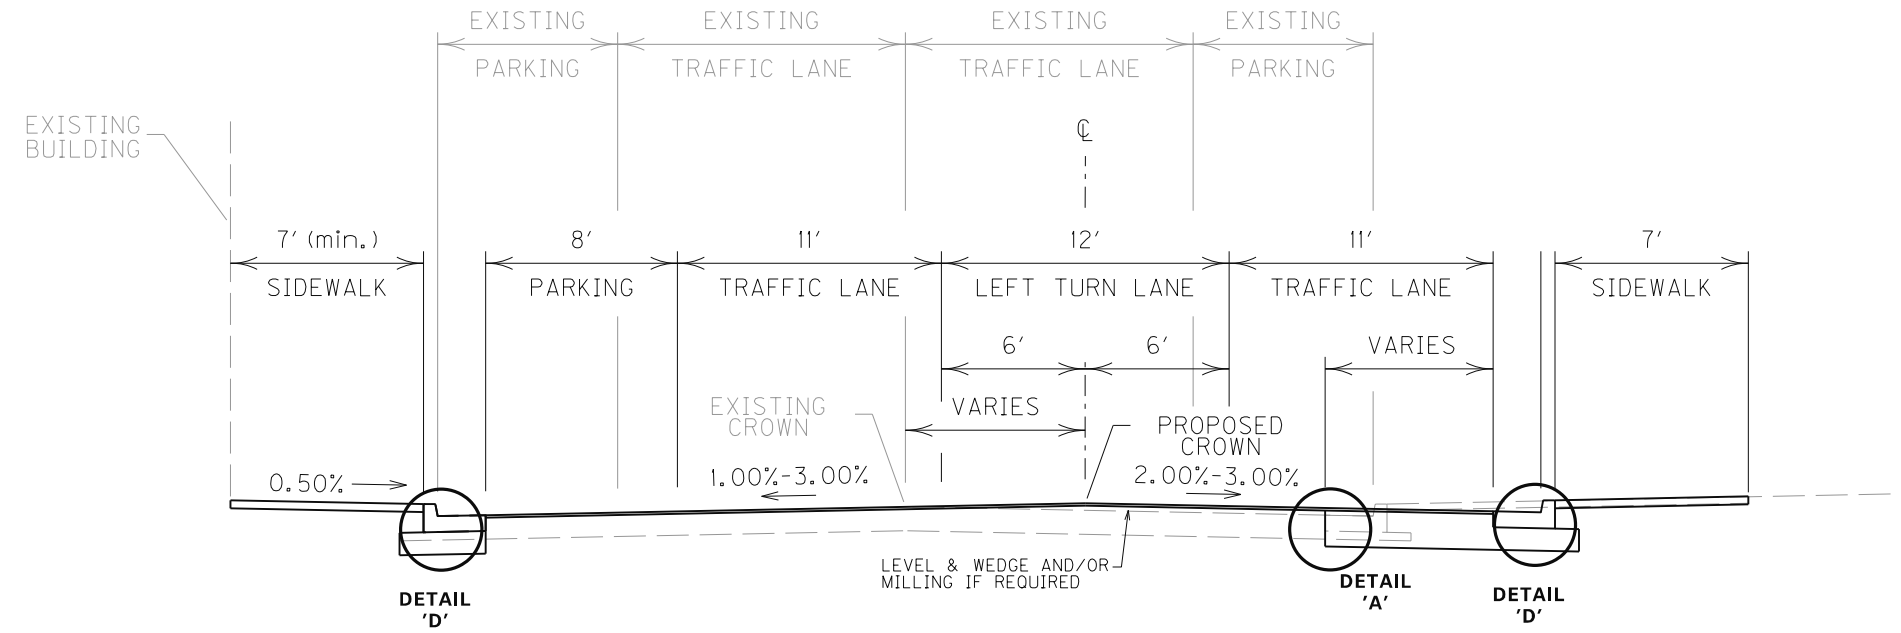 EXISTING EXISTING EXISTING EXISTING
PARKING TRAFFIC LANE TRAFFIC LANE PARKING
EXISTING
BUILDING
℄
7' (min.) 8' 11' 12' 11' 7'
SIDEWALK PARKING TRAFFIC LANE LEFT TURN LANE TRAFFIC LANE SIDEWALK
6' 6' VARIES
EXISTING
CROWN
VARIES
PROPOSED
CROWN
0.50% 1.00%-3.00% 2.00%-3.00%
LEVEL & WEDGE AND/OR
MILLING IF REQUIRED
DETAIL
'D'
DETAIL
'A'
DETAIL
'D'